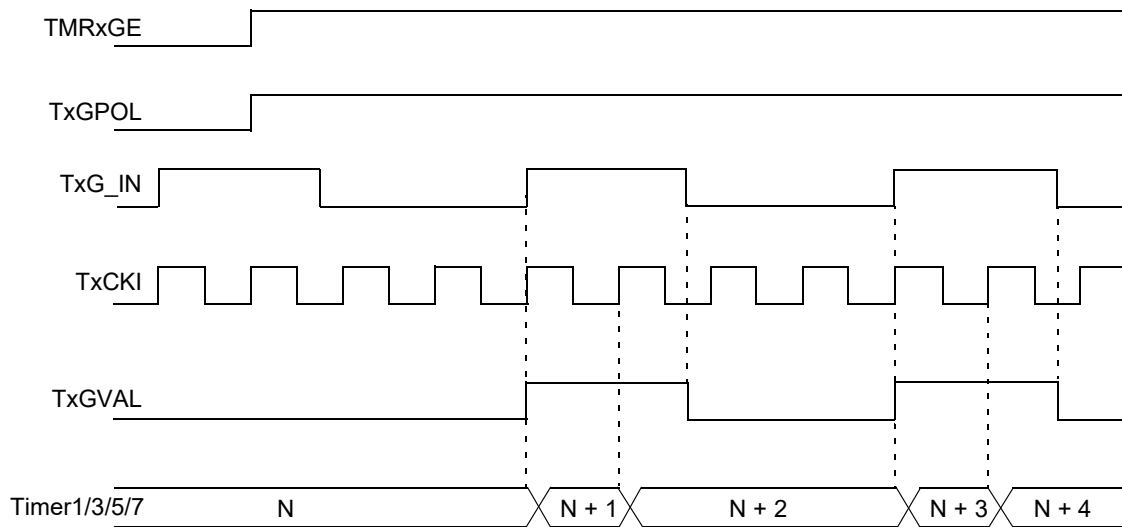 TMRxGE
TxGPOL
TxG_IN
TxCKI
TxGVAL
Timer1/3/5/7 N N + 1 N + 2 N + 3 N + 4